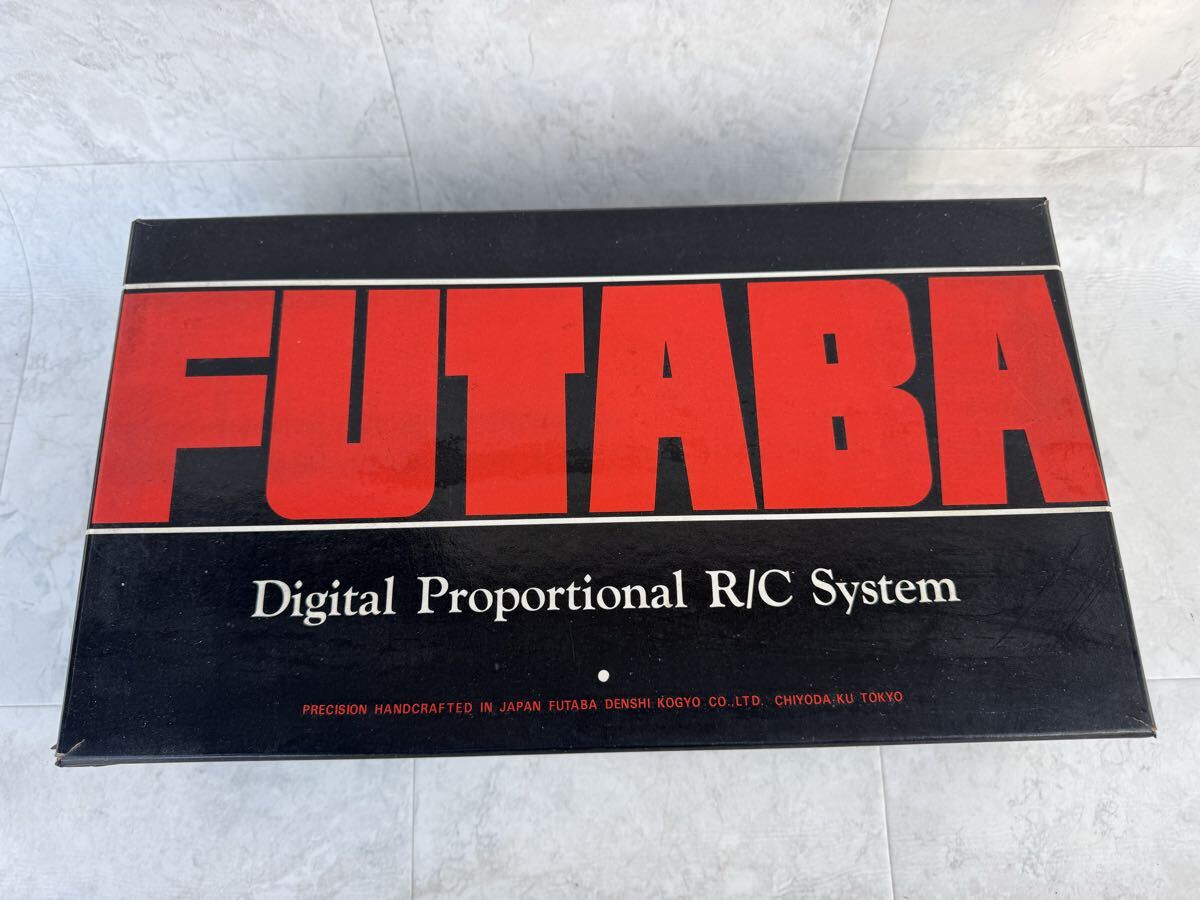 FUTABA
Digital Proportional R/C System
PRECISION HANDCRAFTED IN JAPAN FUTABA DENSHI KOGYO CO.,LTD. CHIYODA-KU TOKYO